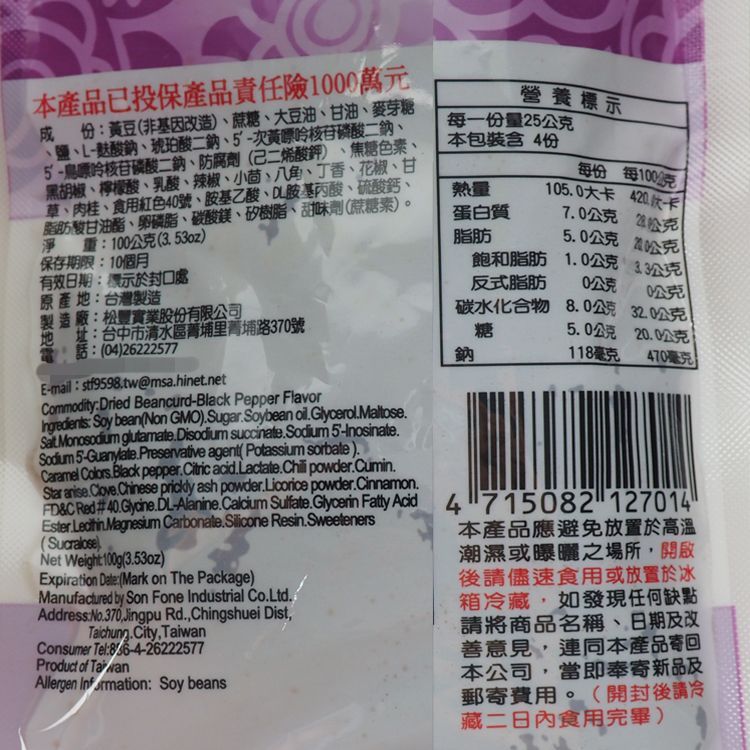 本產品已投保產品責任險1000萬元
成　　份：黃豆(非基因改造)、蔗糖、大豆油、甘油、麥芽糖
、鹽、L-麩酸鈉、琥珀酸二鈉、5'-次黃嘌呤核苷磷酸二鈉、
5'-鳥嘌呤核苷磷酸二鈉、防腐劑（己二烯酸鉀）、焦糖色素、
黑胡椒、檸檬酸、乳酸、辣椒、小茴、八角、丁香、花椒、甘
草、肉桂、食用紅色40號、胺基乙酸、DL胺基丙酸、硫酸鈣、
脂肪酸甘油酯、卵磷脂、碳酸鎂、矽樹脂、甜味劑(蔗糖素)。
淨　　重：100公克(3.53oz)
保存期限：10個月
有效日期：標示於封口處
原 產 地：台灣製造
製 造 廠：松豐實業股份有限公司
地　　址：台中市清水區菁埔里菁埔路370號
電　　話：(04)26222577
E-mail：stf9598.tw@msa.hinet.net
Commodity:Dried Beancurd-Black Pepper Flavor
Ingredients: Soy bean(Non GMO).Sugar.Soybean oil.Glycerol.Maltose.
Salt.Monosodium glutamate.Disodium succinate.Sodium 5'-Inosinate.
Sodium 5'-Guanylate.Preservative agent( Potassium sorbate ).
Caramel Colors.Black pepper.Citric acid.Lactate.Chili powder.Cumin.
Star anise.Clove.Chinese prickly ash powder.Licorice powder.Cinnamon.
FD&C Red＃40.Glycine.DL-Alanine.Calcium Sulfate.Glycerin Fatty Acid
Ester.Lecithin.Magnesium Carbonate.Silicone Resin.Sweeteners
( Sucralose).
Net Weight:100g(3.53oz)
Expiration Date:(Mark on The Package)
Manufactured by Son Fone Industrial Co.Ltd.
Address:No.370,Jingpu Rd.,Chingshuei Dist,
Taichung.City,Taiwan
Consumer Tel:886-4-26222577
Product of Taiwan
Allergen Information: Soy beans
營養標示
每一份量25公克
本包裝含 4份
每份 每100公克
熱量 105.0大卡 420.0大卡
蛋白質 7.0公克 28.0公克
脂肪 5.0公克 20.0公克
飽和脂肪 1.0公克 3.3公克
反式脂肪 0公克 0公克
碳水化合物 8.0公克 32.0公克
糖 5.0公克 20.0公克
鈉 118毫克 470毫克
4 715082 127014
本產品應避免放置於高溫
潮濕或曝曬之場所，開啟
後請儘速食用或放置於冰
箱冷藏，如發現任何缺點
請將商品名稱、日期及改
善意見，連同本產品寄回
本公司，當即奉寄新品及
郵寄費用。（開封後請冷
藏二日內食用完畢）